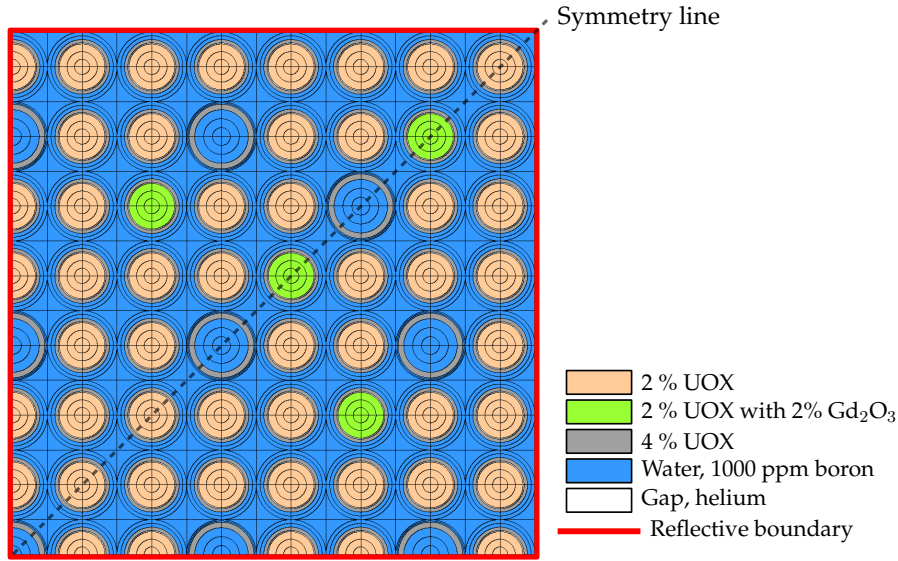 Symmetry line
2 % UOX
2 % UOX with 2% Gd₂O₃
4 % UOX
Water, 1000 ppm boron
Gap, helium
Reflective boundary